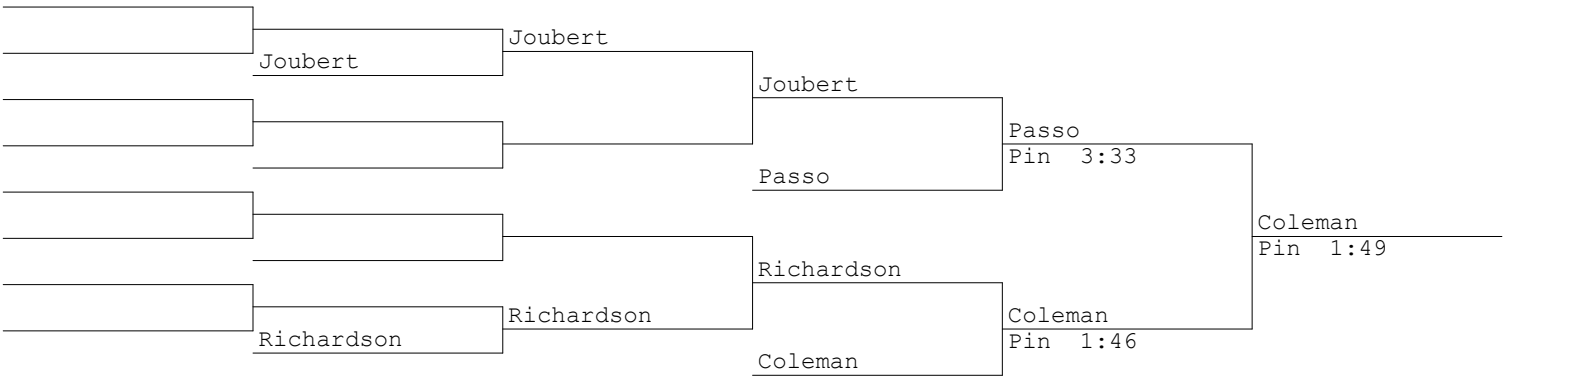 Joubert
Joubert
Joubert
Passo
Pin 3:33
Passo
Coleman
Pin 1:49
Richardson
Richardson
Coleman
Pin 1:46
Richardson
Coleman